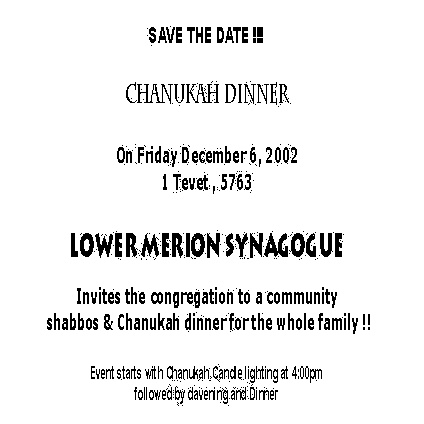 SAVE THE DATE !!!
CHANUKAH DINNER
On Friday December 6, 2002
1 Tevet , 5763
LOWER MERION SYNAGOGUE
Invites the congregation to a community
shabbos & Chanukah dinner for the whole family !!
Event starts with Chanukah Candle lighting at 4:00pm
followed by davening and Dinner